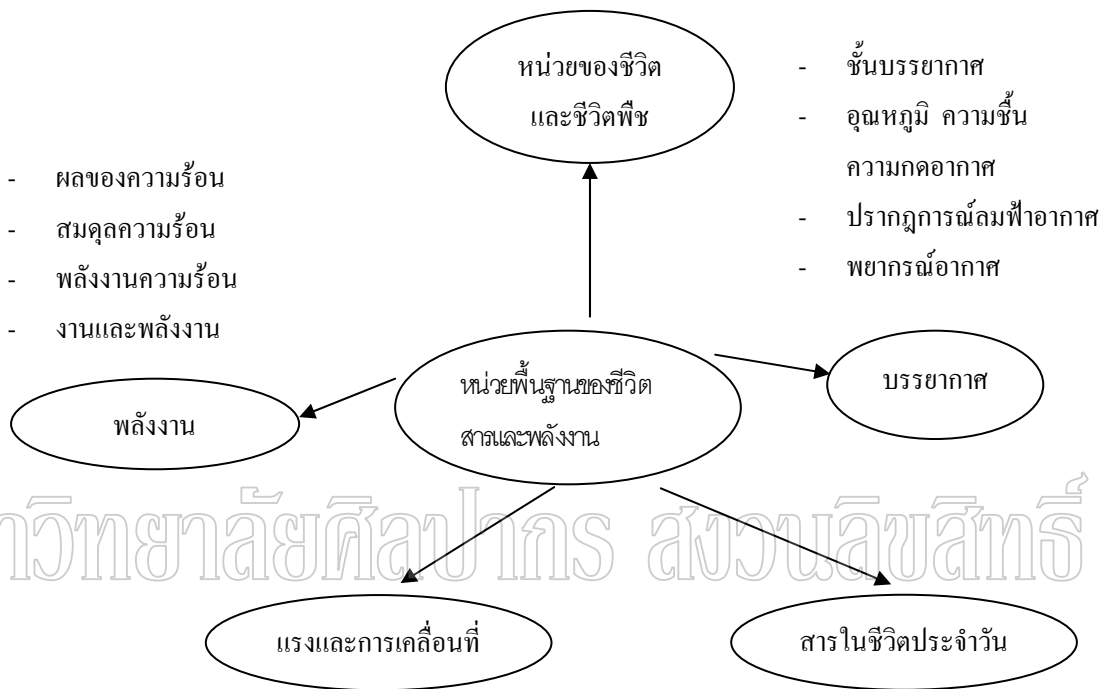 หน่วยของชีวิต
และชีวิตพืช
- ชั้นบรรยากาศ
- อุณหภูมิ ความชื้น
ความกดอากาศ
- ปรากฎการณ์ลมฟ้าอากาศ
- พยากรณ์อากาศ
- ผลของความร้อน
- สมดุลความร้อน
- พลังงานความร้อน
- งานและพลังงาน
หน่วยพื้นฐานของชีวิต
สารและพลังงาน
บรรยากาศ
พลังงาน
าวิทยาลัยศิลปากร สงวนลิขสิทธิ์
แรงและการเคลื่อนที่
สารในชีวิตประจำวัน